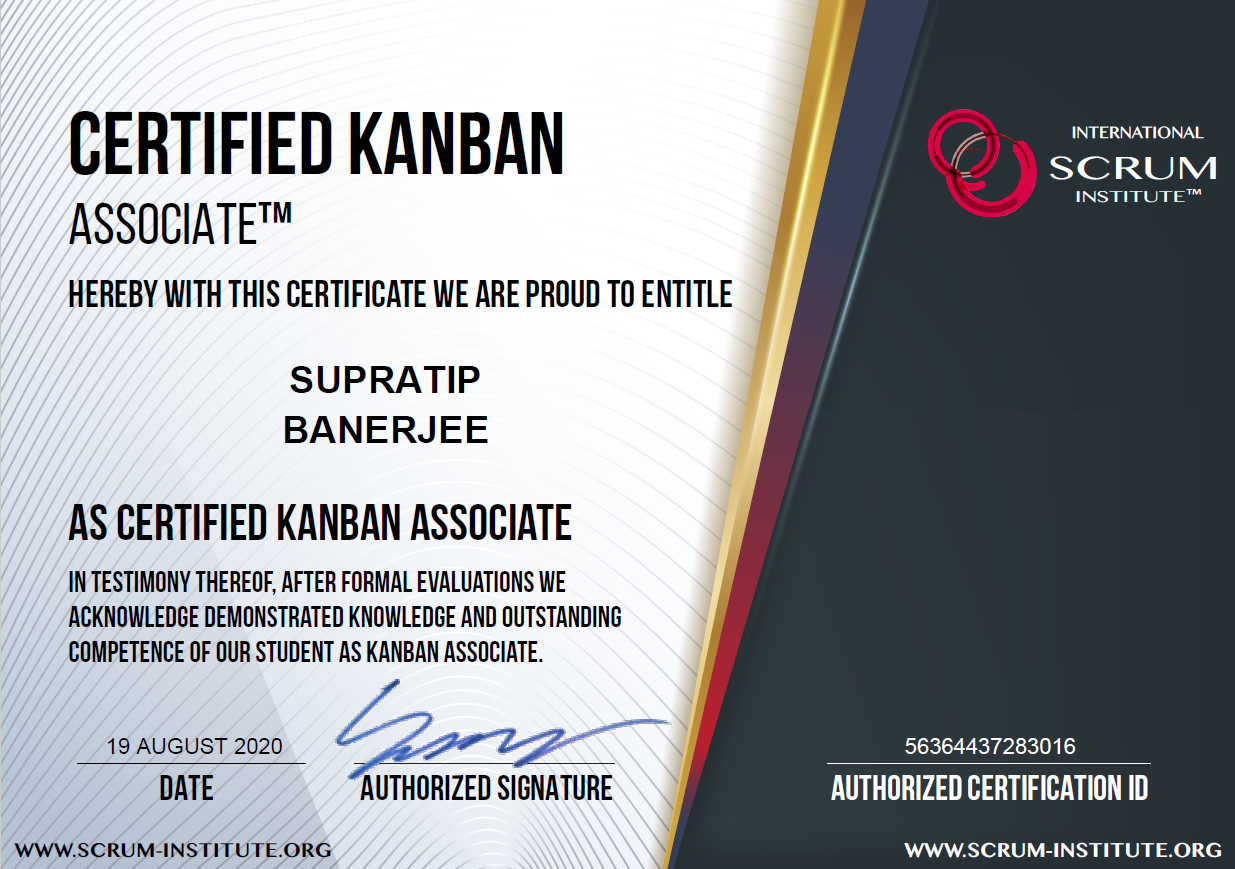 CERTIFIED KANBAN
ASSOCIATE™
HEREBY WITH THIS CERTIFICATE WE ARE PROUD TO ENTITLE
SUPRATIP
BANERJEE
AS CERTIFIED KANBAN ASSOCIATE
IN TESTIMONY THEREOF, AFTER FORMAL EVALUATIONS WE
ACKNOWLEDGE DEMONSTRATED KNOWLEDGE AND OUTSTANDING
COMPETENCE OF OUR STUDENT AS KANBAN ASSOCIATE.
19 AUGUST 2020
DATE
AUTHORIZED SIGNATURE
WWW.SCRUM-INSTITUTE.ORG
INTERNATIONAL
SCRUM
INSTITUTE™
56364437283016
AUTHORIZED CERTIFICATION ID
WWW.SCRUM-INSTITUTE.ORG